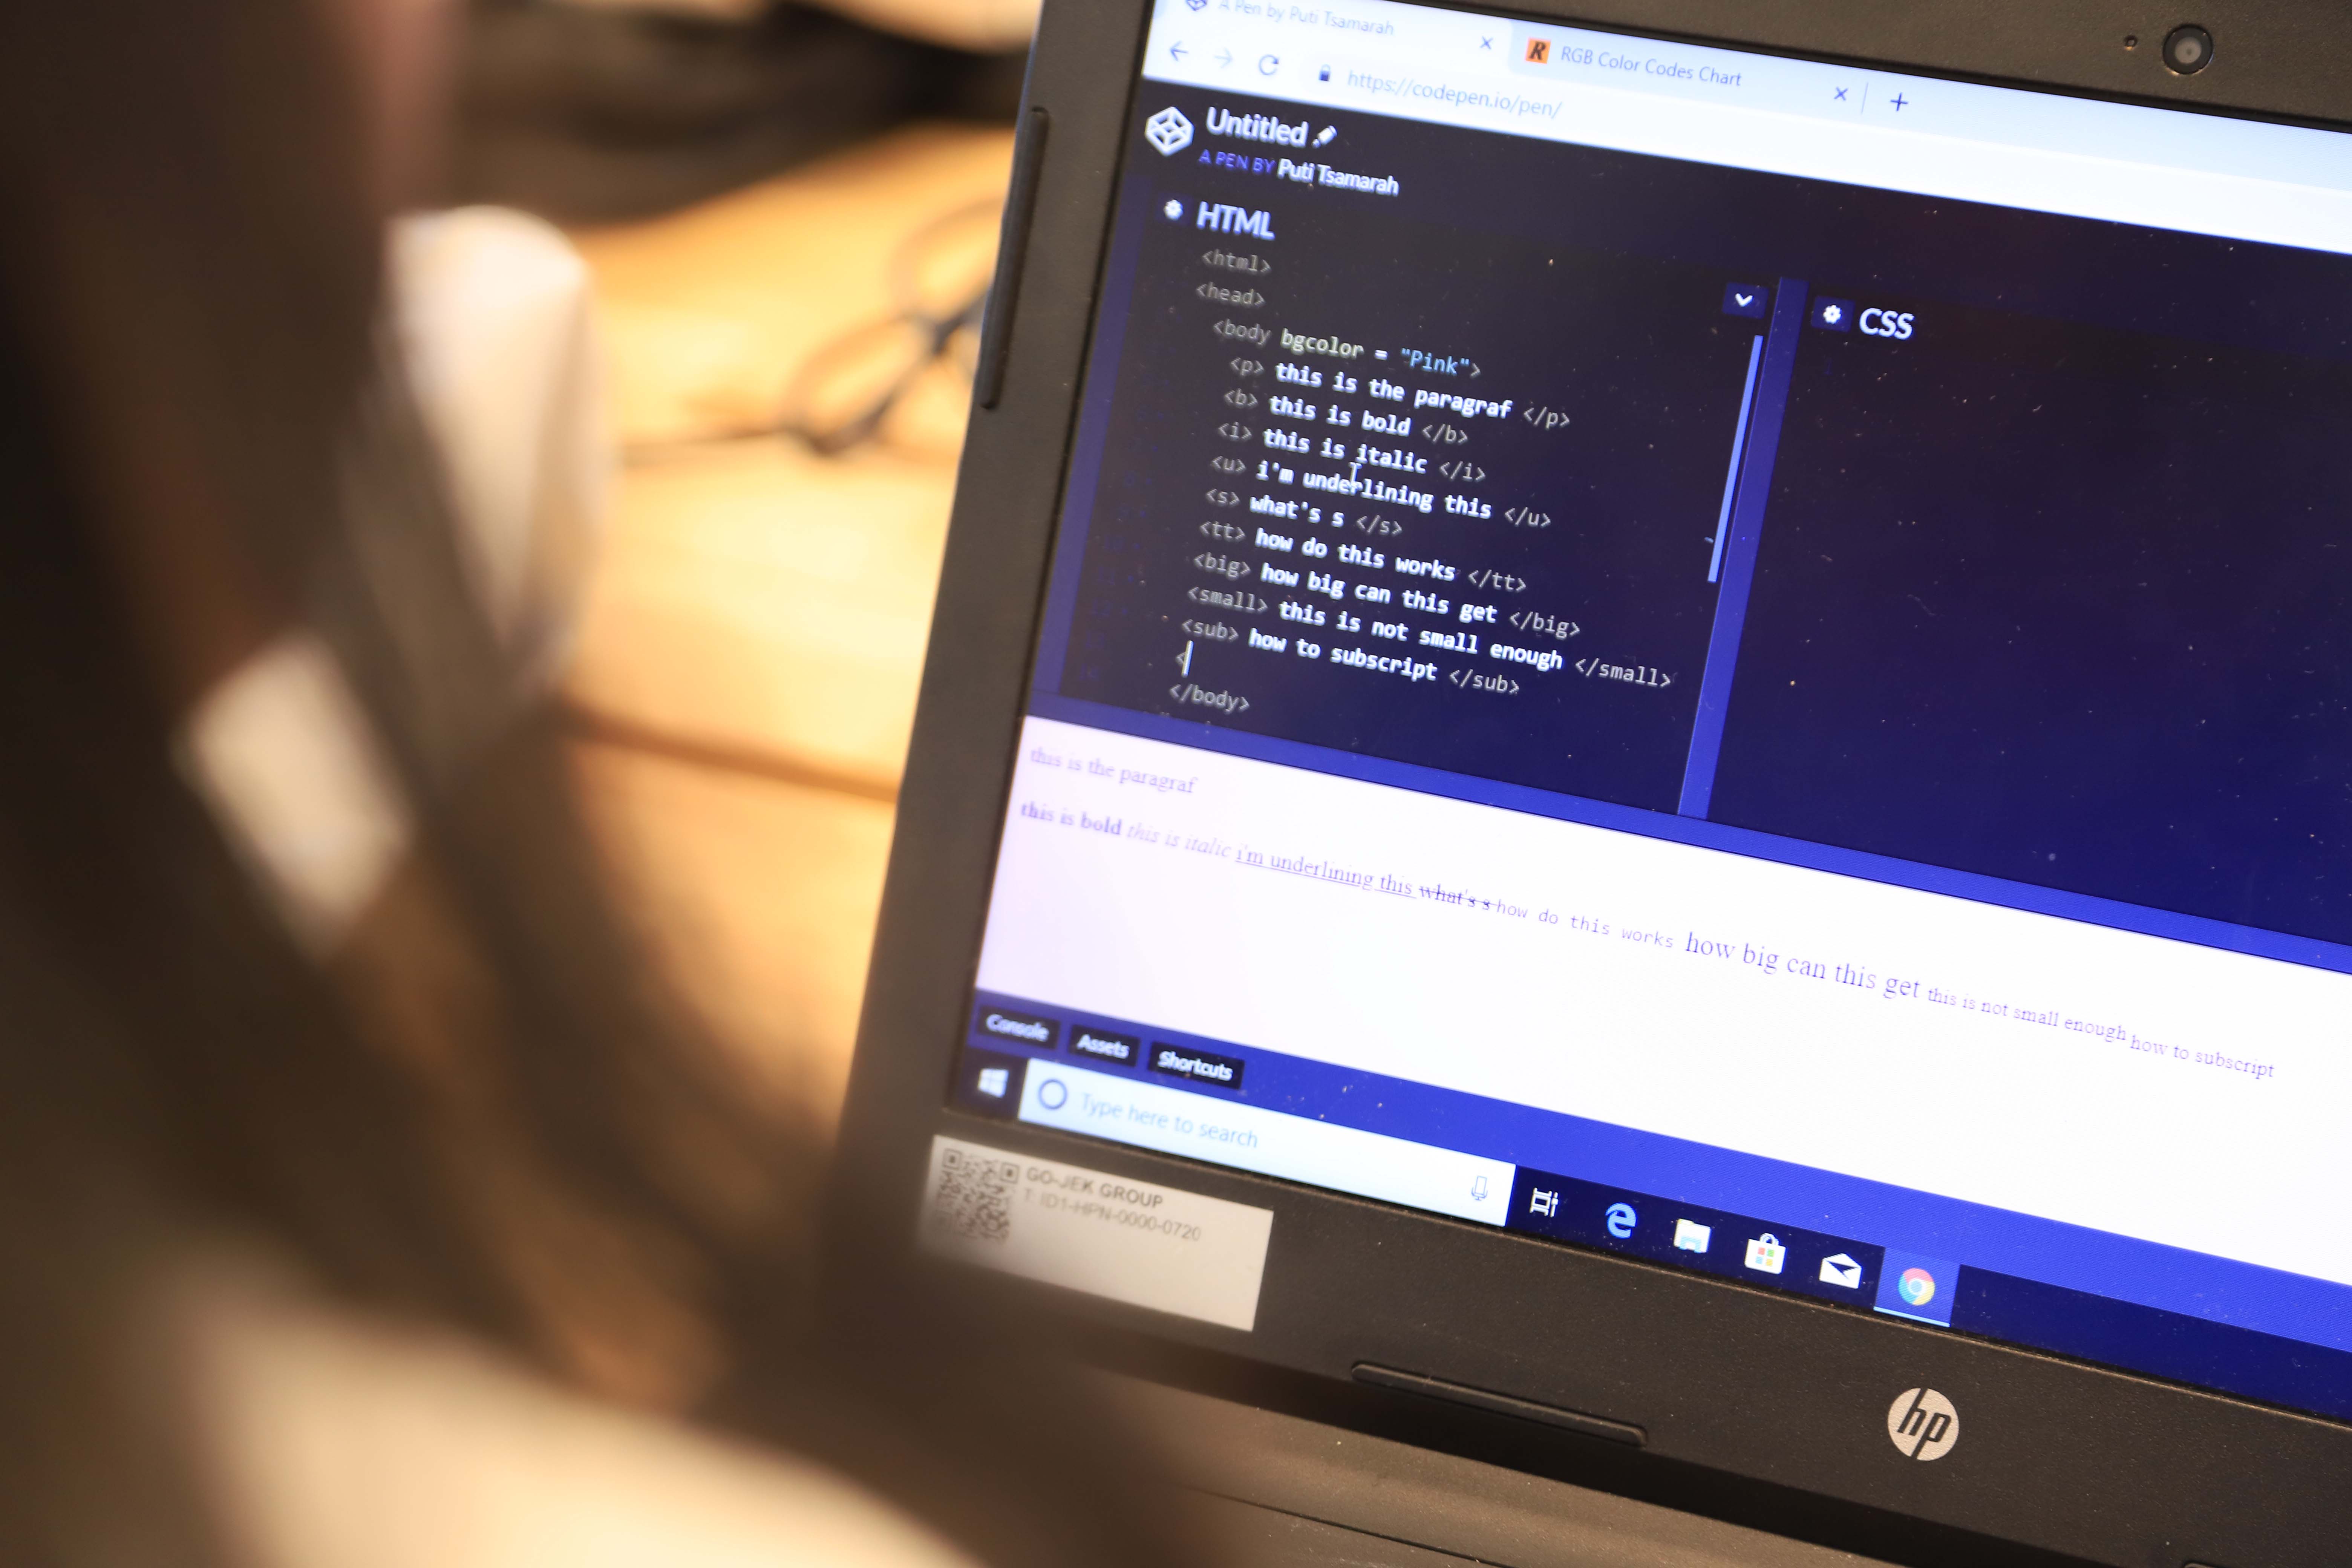 A Pen by Puti Tsamarah
RGB Color Codes Chart
https://codepen.io/pen/
Untitled
A PEN BY Puti Tsamarah
HTML
<html>
<head>
<body bgcolor = "Pink">
<p> this is the paragraf </p>
<b> this is bold </b>
<i> this is italic </i>
<u> i'm underlining this </u>
<s> what's s </s>
<tt> how do this works </tt>
<big> how big can this get </big>
<small> this is not small enough </small>
<sub> how to subscript </sub>
<
</body>
CSS
this is the paragraf
this is bold this is italic i'm underlining this what's s how do this works how big can this get this is not small enough how to subscript
Console Assets Shortcuts
Type here to search
GO-JEK GROUP
T: ID1-HPN-0000-0720
hp